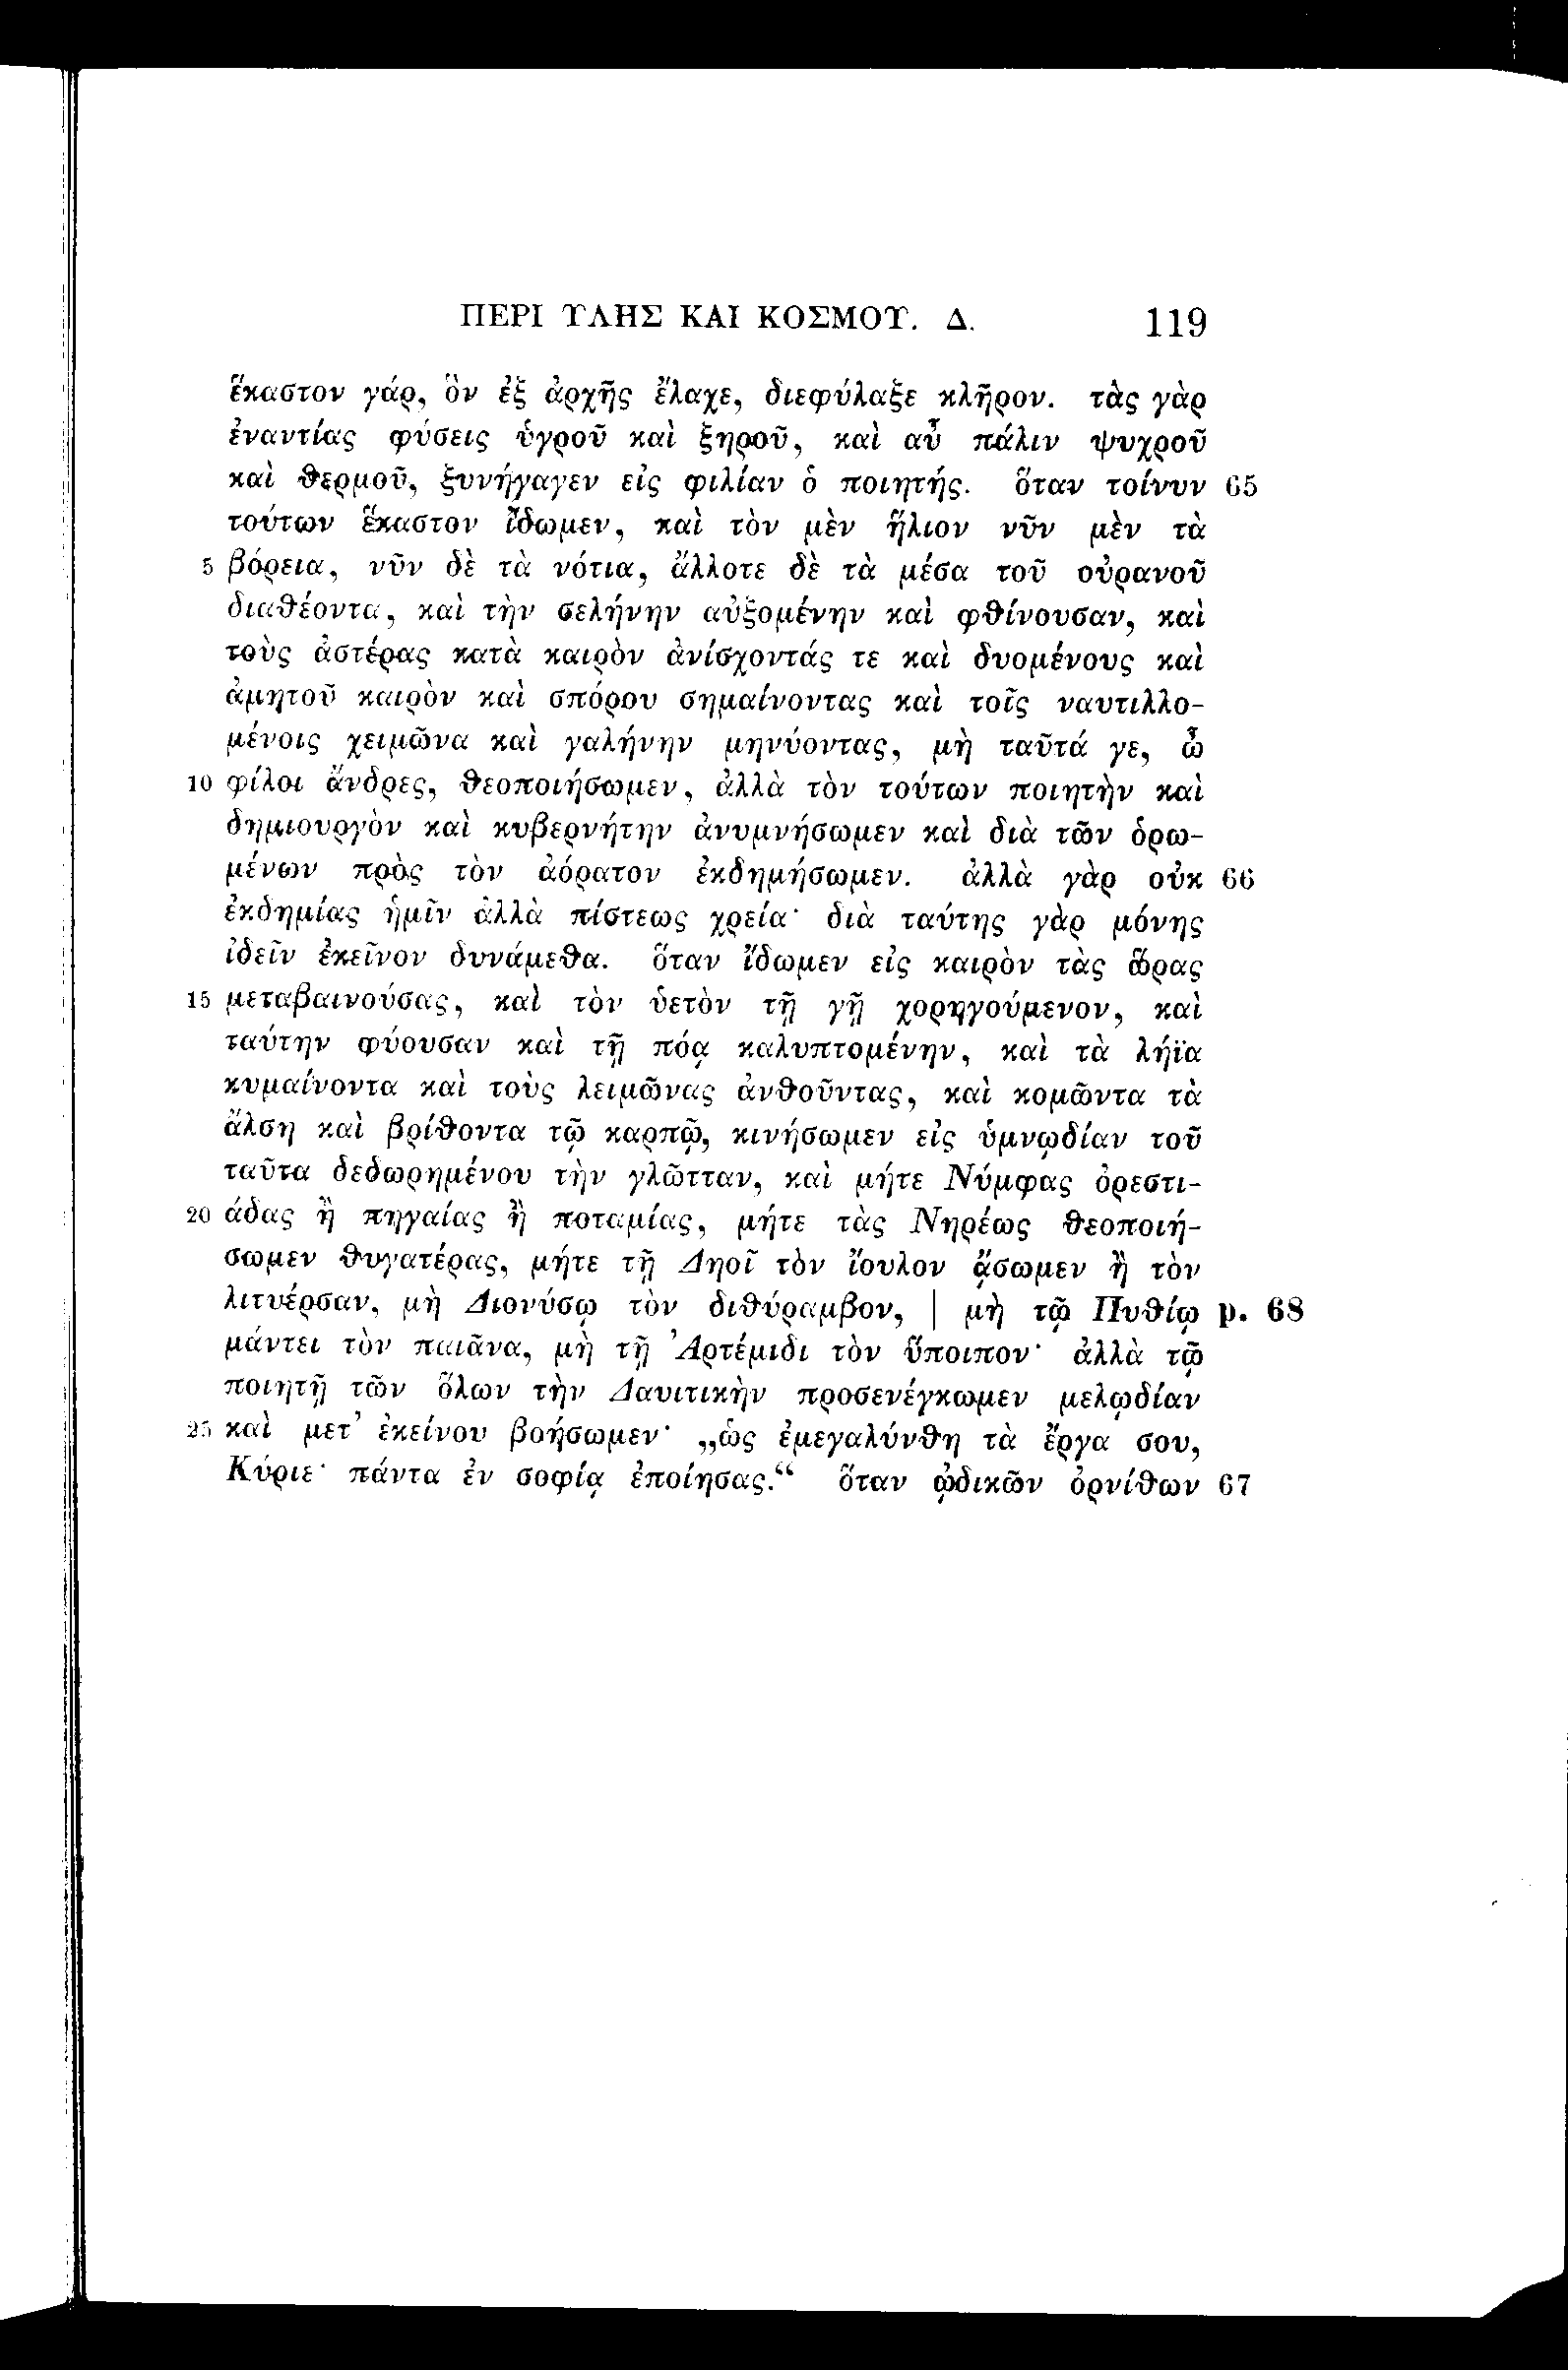 ΠΕΡΙ ΥΛΗΣ ΚΑΙ ΚΟΣΜΟΥ. Δ. 119
ἕκαστον γάρ, ὃν ἐξ ἀρχῆς ἔλαχε, διεφύλαξε κλῆρον. τὰς γὰρ
ἐναντίας φύσεις ὑγροῦ καὶ ξηροῦ, καὶ αὖ πάλιν ψυχροῦ
καὶ θερμοῦ, ξυνήγαγεν εἰς φιλίαν ὁ ποιητής. ὅταν τοίνυν 65
τούτων ἕκαστον ἴδωμεν, καὶ τὸν μὲν ἥλιον νῦν μὲν τὰ
5 βόρεια, νῦν δὲ τὰ νότια, ἄλλοτε δὲ τὰ μέσα τοῦ οὐρανοῦ
διαθέοντα, καὶ τὴν σελήνην αὐξομένην καὶ φθίνουσαν, καὶ
τοὺς ἀστέρας κατὰ καιρὸν ἀνίσχοντάς τε καὶ δυομένους καὶ
ἀμητοῦ καιρὸν καὶ σπόρου σημαίνοντας καὶ τοῖς ναυτιλλο-
μένοις χειμῶνα καὶ γαλήνην μηνύοντας, μὴ ταῦτά γε, ὦ
10 φίλοι ἄνδρες, θεοποιήσωμεν, ἀλλὰ τὸν τούτων ποιητὴν καὶ
δημιουργὸν καὶ κυβερνήτην ἀνυμνήσωμεν καὶ διὰ τῶν ὁρω-
μένων πρὸς τὸν ἀόρατον ἐκδημήσωμεν. ἀλλὰ γὰρ οὐκ 66
ἐκδημίας ἡμῖν ἀλλὰ πίστεως χρεία· διὰ ταύτης γὰρ μόνης
ἰδεῖν ἐκεῖνον δυνάμεθα. ὅταν ἴδωμεν εἰς καιρὸν τὰς ὥρας
15 μεταβαινούσας, καὶ τὸν ὑετὸν τῇ γῇ χορηγούμενον, καὶ
ταύτην φύουσαν καὶ τῇ πόᾳ καλυπτομένην, καὶ τὰ λήϊα
κυμαίνοντα καὶ τοὺς λειμῶνας ἀνθοῦντας, καὶ κομῶντα τὰ
ἄλση καὶ βρίθοντα τῷ καρπῷ, κινήσωμεν εἰς ὑμνῳδίαν τοῦ
ταῦτα δεδωρημένου τὴν γλῶτταν, καὶ μήτε Νύμφας ὀρεστι-
20 άδας ἢ πηγαίας ἢ ποταμίας, μήτε τὰς Νηρέως θεοποιή-
σωμεν θυγατέρας, μήτε τῇ Δηοῖ τὸν ἴουλον ᾄσωμεν ἢ τὸν
λιτυέρσαν, μὴ Διονύσῳ τὸν διθύραμβον, | μὴ τῷ Πυθίῳ p. 68
μάντει τὸν παιᾶνα, μὴ τῇ Ἀρτέμιδι τὸν ὔποιπον· ἀλλὰ τῷ
ποιητῇ τῶν ὅλων τὴν Δαυιτικὴν προσενέγκωμεν μελῳδίαν
25 καὶ μετ’ ἐκείνου βοήσωμεν· „ὡς ἐμεγαλύνθη τὰ ἔργα σου,
Κύριε· πάντα ἐν σοφίᾳ ἐποίησας.“ ὅταν ᾠδικῶν ὀρνίθων 67